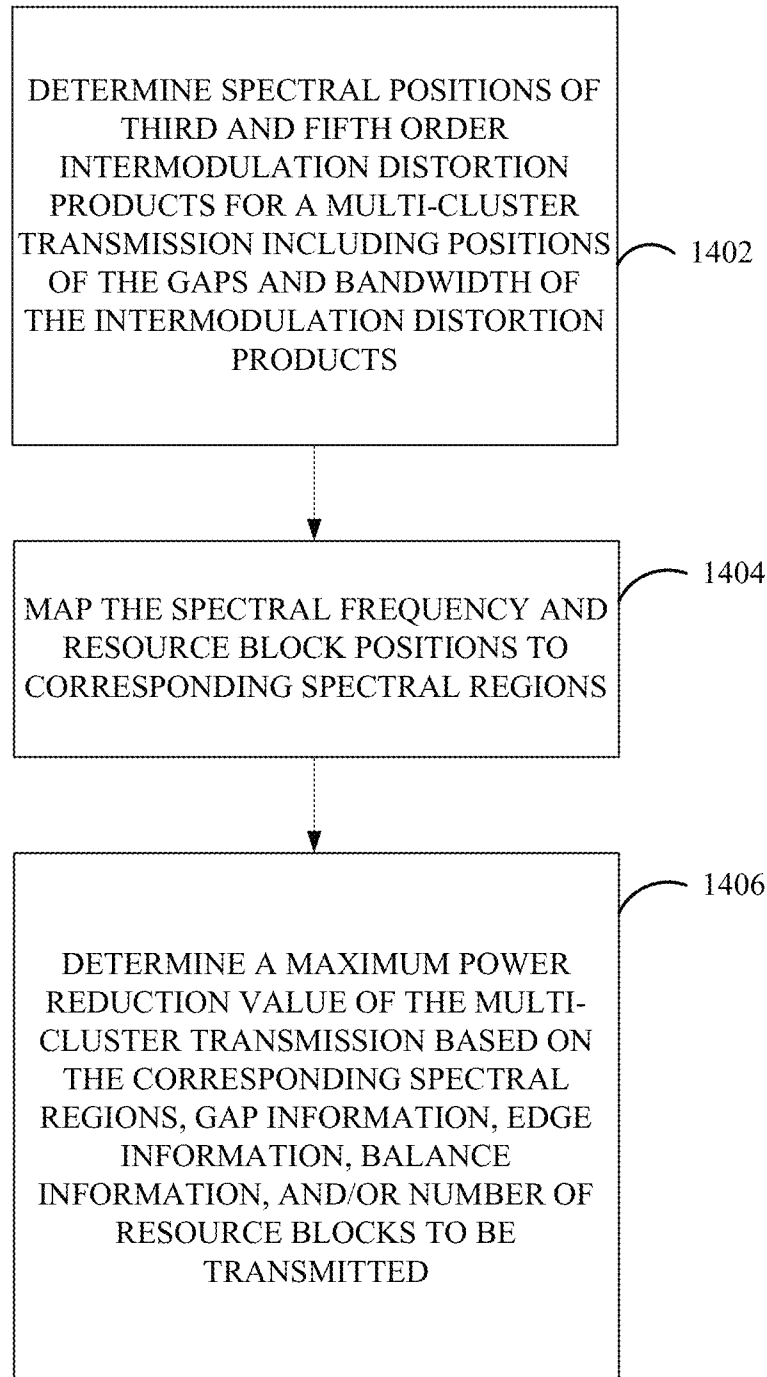 DETERMINE SPECTRAL POSITIONS OF
THIRD AND FIFTH ORDER
INTERMODULATION DISTORTION
PRODUCTS FOR A MULTI-CLUSTER
TRANSMISSION INCLUDING POSITIONS
OF THE GAPS AND BANDWIDTH OF
THE INTERMODULATION DISTORTION
PRODUCTS
1402
MAP THE SPECTRAL FREQUENCY AND
RESOURCE BLOCK POSITIONS TO
CORRESPONDING SPECTRAL REGIONS
1404
DETERMINE A MAXIMUM POWER
REDUCTION VALUE OF THE MULTI-
CLUSTER TRANSMISSION BASED ON
THE CORRESPONDING SPECTRAL
REGIONS, GAP INFORMATION, EDGE
INFORMATION, BALANCE
INFORMATION, AND/OR NUMBER OF
RESOURCE BLOCKS TO BE
TRANSMITTED
1406